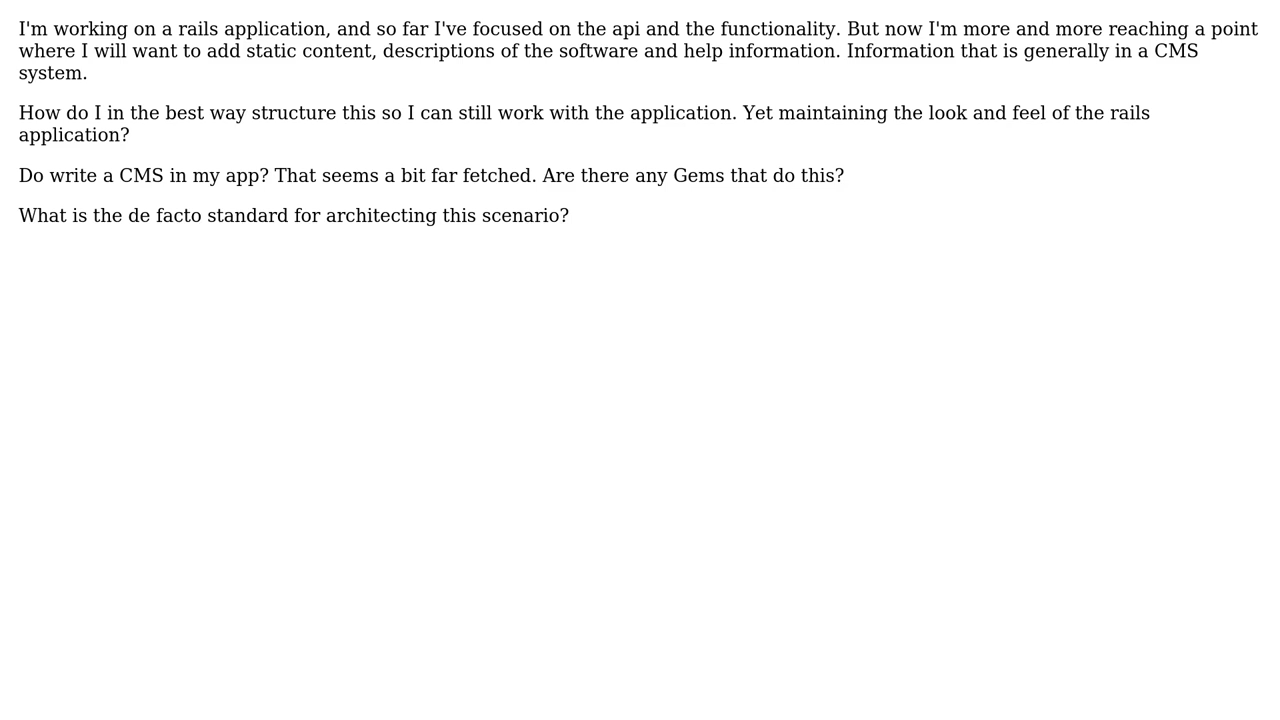 I'm working on a rails application, and so far I've focused on the api and the functionality. But now I'm more and more reaching a point
where I will want to add static content, descriptions of the software and help information. Information that is generally in a CMS
system.
How do I in the best way structure this so I can still work with the application. Yet maintaining the look and feel of the rails
application?
Do write a CMS in my app? That seems a bit far fetched. Are there any Gems that do this?
What is the de facto standard for architecting this scenario?